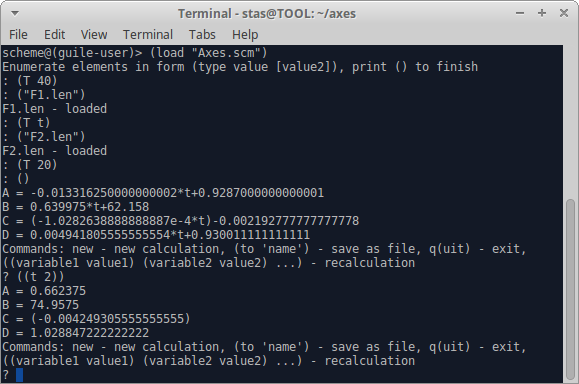 Terminal - stas@TOOL: ~/axes
File Edit View Terminal Tabs Help
scheme@(guile-user)> (load "Axes.scm")
Enumerate elements in form (type value [value2]), print () to finish
: (T 40)
: ("F1.len")
F1.len - loaded
: (T t)
: ("F2.len")
F2.len - loaded
: (T 20)
: ()
A = -0.013316250000000002*t+0.9287000000000001
B = 0.639975*t+62.158
C = (-1.0282638888888887e-4*t)-0.002192777777777778
D = 0.004941805555555554*t+0.930011111111111
Commands: new - new calculation, (to 'name') - save as file, q(uit) - exit,
((variable1 value1) (variable2 value2) ...) - recalculation
? ((t 2))
A = 0.662375
B = 74.9575
C = (-0.004249305555555555)
D = 1.028847222222222
Commands: new - new calculation, (to 'name') - save as file, q(uit) - exit,
((variable1 value1) (variable2 value2) ...) - recalculation
?